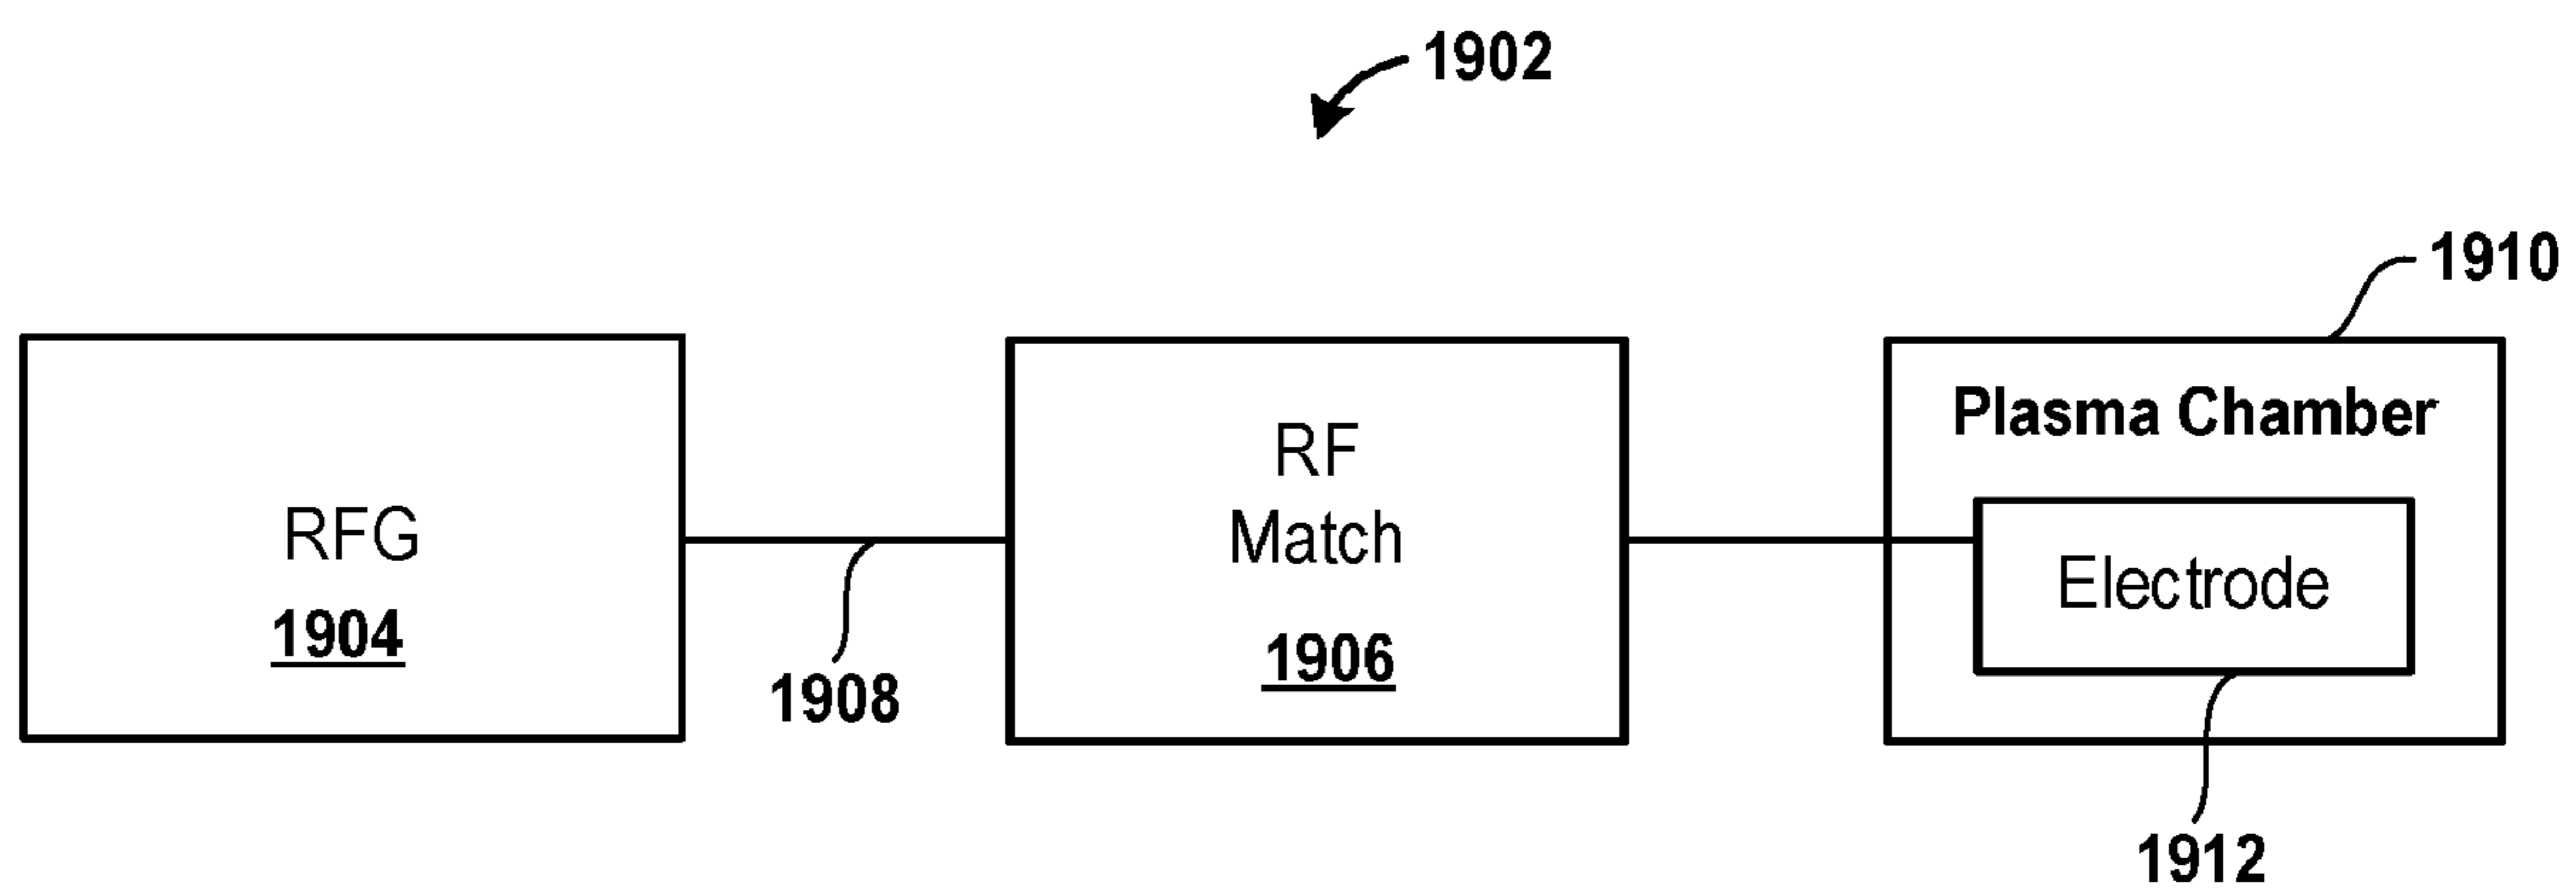 1902
1910
RFG
1904
1908
RF
Match
1906
Plasma Chamber
Electrode
1912